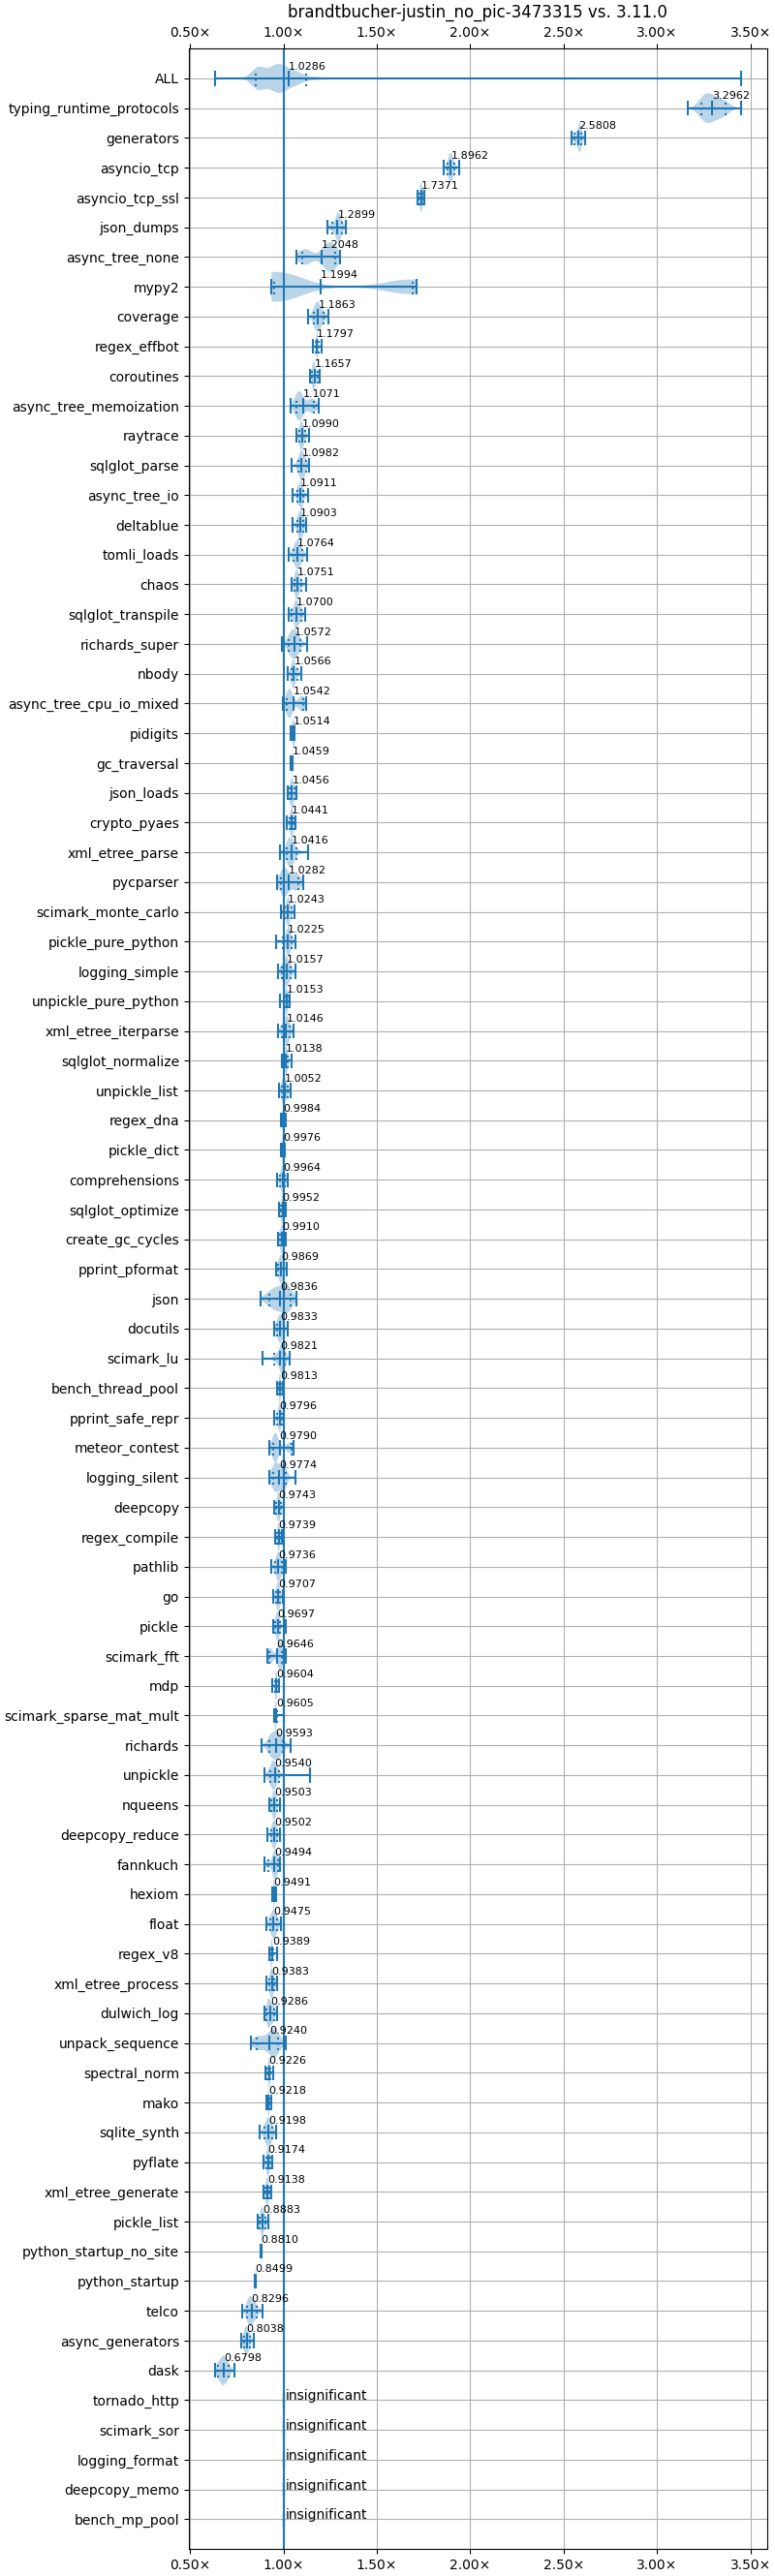 brandtbucher-justin_no_pic-3473315 vs. 3.11.0
0.50× 1.00× 1.50× 2.00× 2.50× 3.00× 3.50×
ALL 1.0286
typing_runtime_protocols 3.2962
generators 2.5808
asyncio_tcp 1.8962
asyncio_tcp_ssl 1.7371
json_dumps 1.2899
async_tree_none 1.2048
mypy2 1.1994
coverage 1.1863
regex_effbot 1.1797
coroutines 1.1657
async_tree_memoization 1.1071
raytrace 1.0990
sqlglot_parse 1.0982
async_tree_io 1.0911
deltablue 1.0903
tomli_loads 1.0764
chaos 1.0751
sqlglot_transpile 1.0700
richards_super 1.0572
nbody 1.0566
async_tree_cpu_io_mixed 1.0542
pidigits 1.0514
gc_traversal 1.0459
json_loads 1.0456
crypto_pyaes 1.0441
xml_etree_parse 1.0416
pycparser 1.0282
scimark_monte_carlo 1.0243
pickle_pure_python 1.0225
logging_simple 1.0157
unpickle_pure_python 1.0153
xml_etree_iterparse 1.0146
sqlglot_normalize 1.0138
unpickle_list 1.0052
regex_dna 0.9984
pickle_dict 0.9976
comprehensions 0.9964
sqlglot_optimize 0.9952
create_gc_cycles 0.9910
pprint_pformat 0.9869
json 0.9836
docutils 0.9833
scimark_lu 0.9821
bench_thread_pool 0.9813
pprint_safe_repr 0.9796
meteor_contest 0.9790
logging_silent 0.9774
deepcopy 0.9743
regex_compile 0.9739
pathlib 0.9736
go 0.9707
pickle 0.9697
scimark_fft 0.9646
mdp 0.9604
scimark_sparse_mat_mult 0.9605
richards 0.9593
unpickle 0.9540
nqueens 0.9503
deepcopy_reduce 0.9502
fannkuch 0.9494
hexiom 0.9491
float 0.9475
regex_v8 0.9389
xml_etree_process 0.9383
dulwich_log 0.9286
unpack_sequence 0.9240
spectral_norm 0.9226
mako 0.9218
sqlite_synth 0.9198
pyflate 0.9174
xml_etree_generate 0.9138
pickle_list 0.8883
python_startup_no_site 0.8810
python_startup 0.8499
telco 0.8296
async_generators 0.8038
dask 0.6798
tornado_http insignificant
scimark_sor insignificant
logging_format insignificant
deepcopy_memo insignificant
bench_mp_pool insignificant
0.50× 1.00× 1.50× 2.00× 2.50× 3.00× 3.50×